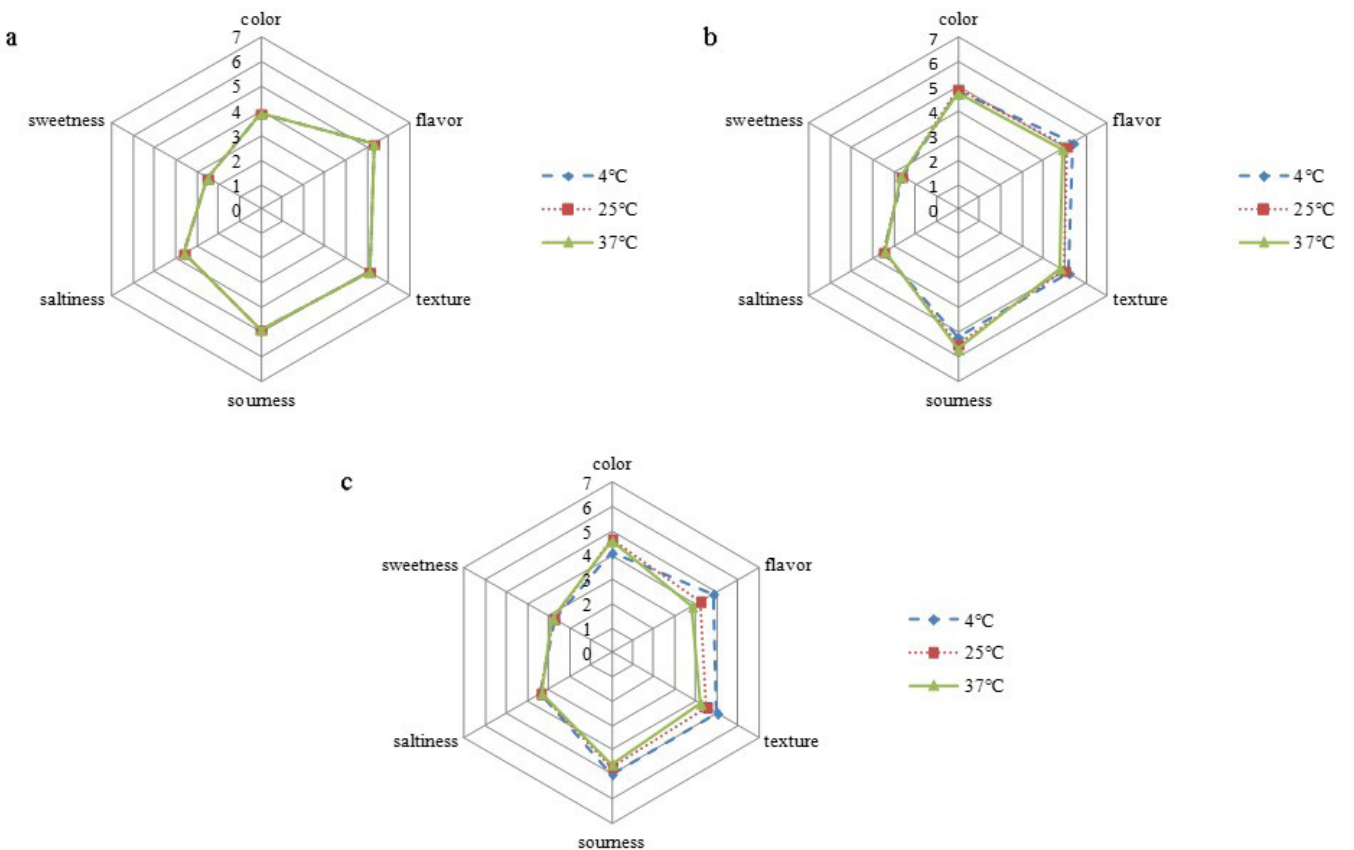 a
color
7
6
5
4
3
2
1
0
sweetness
flavor
saltiness
texture
sourness
4℃
25℃
37℃
b
color
7
6
5
4
3
2
1
0
sweetness
flavor
saltiness
texture
sourness
4℃
25℃
37℃
c
color
7
6
5
4
3
2
1
0
sweetness
flavor
saltiness
texture
sourness
4℃
25℃
37℃